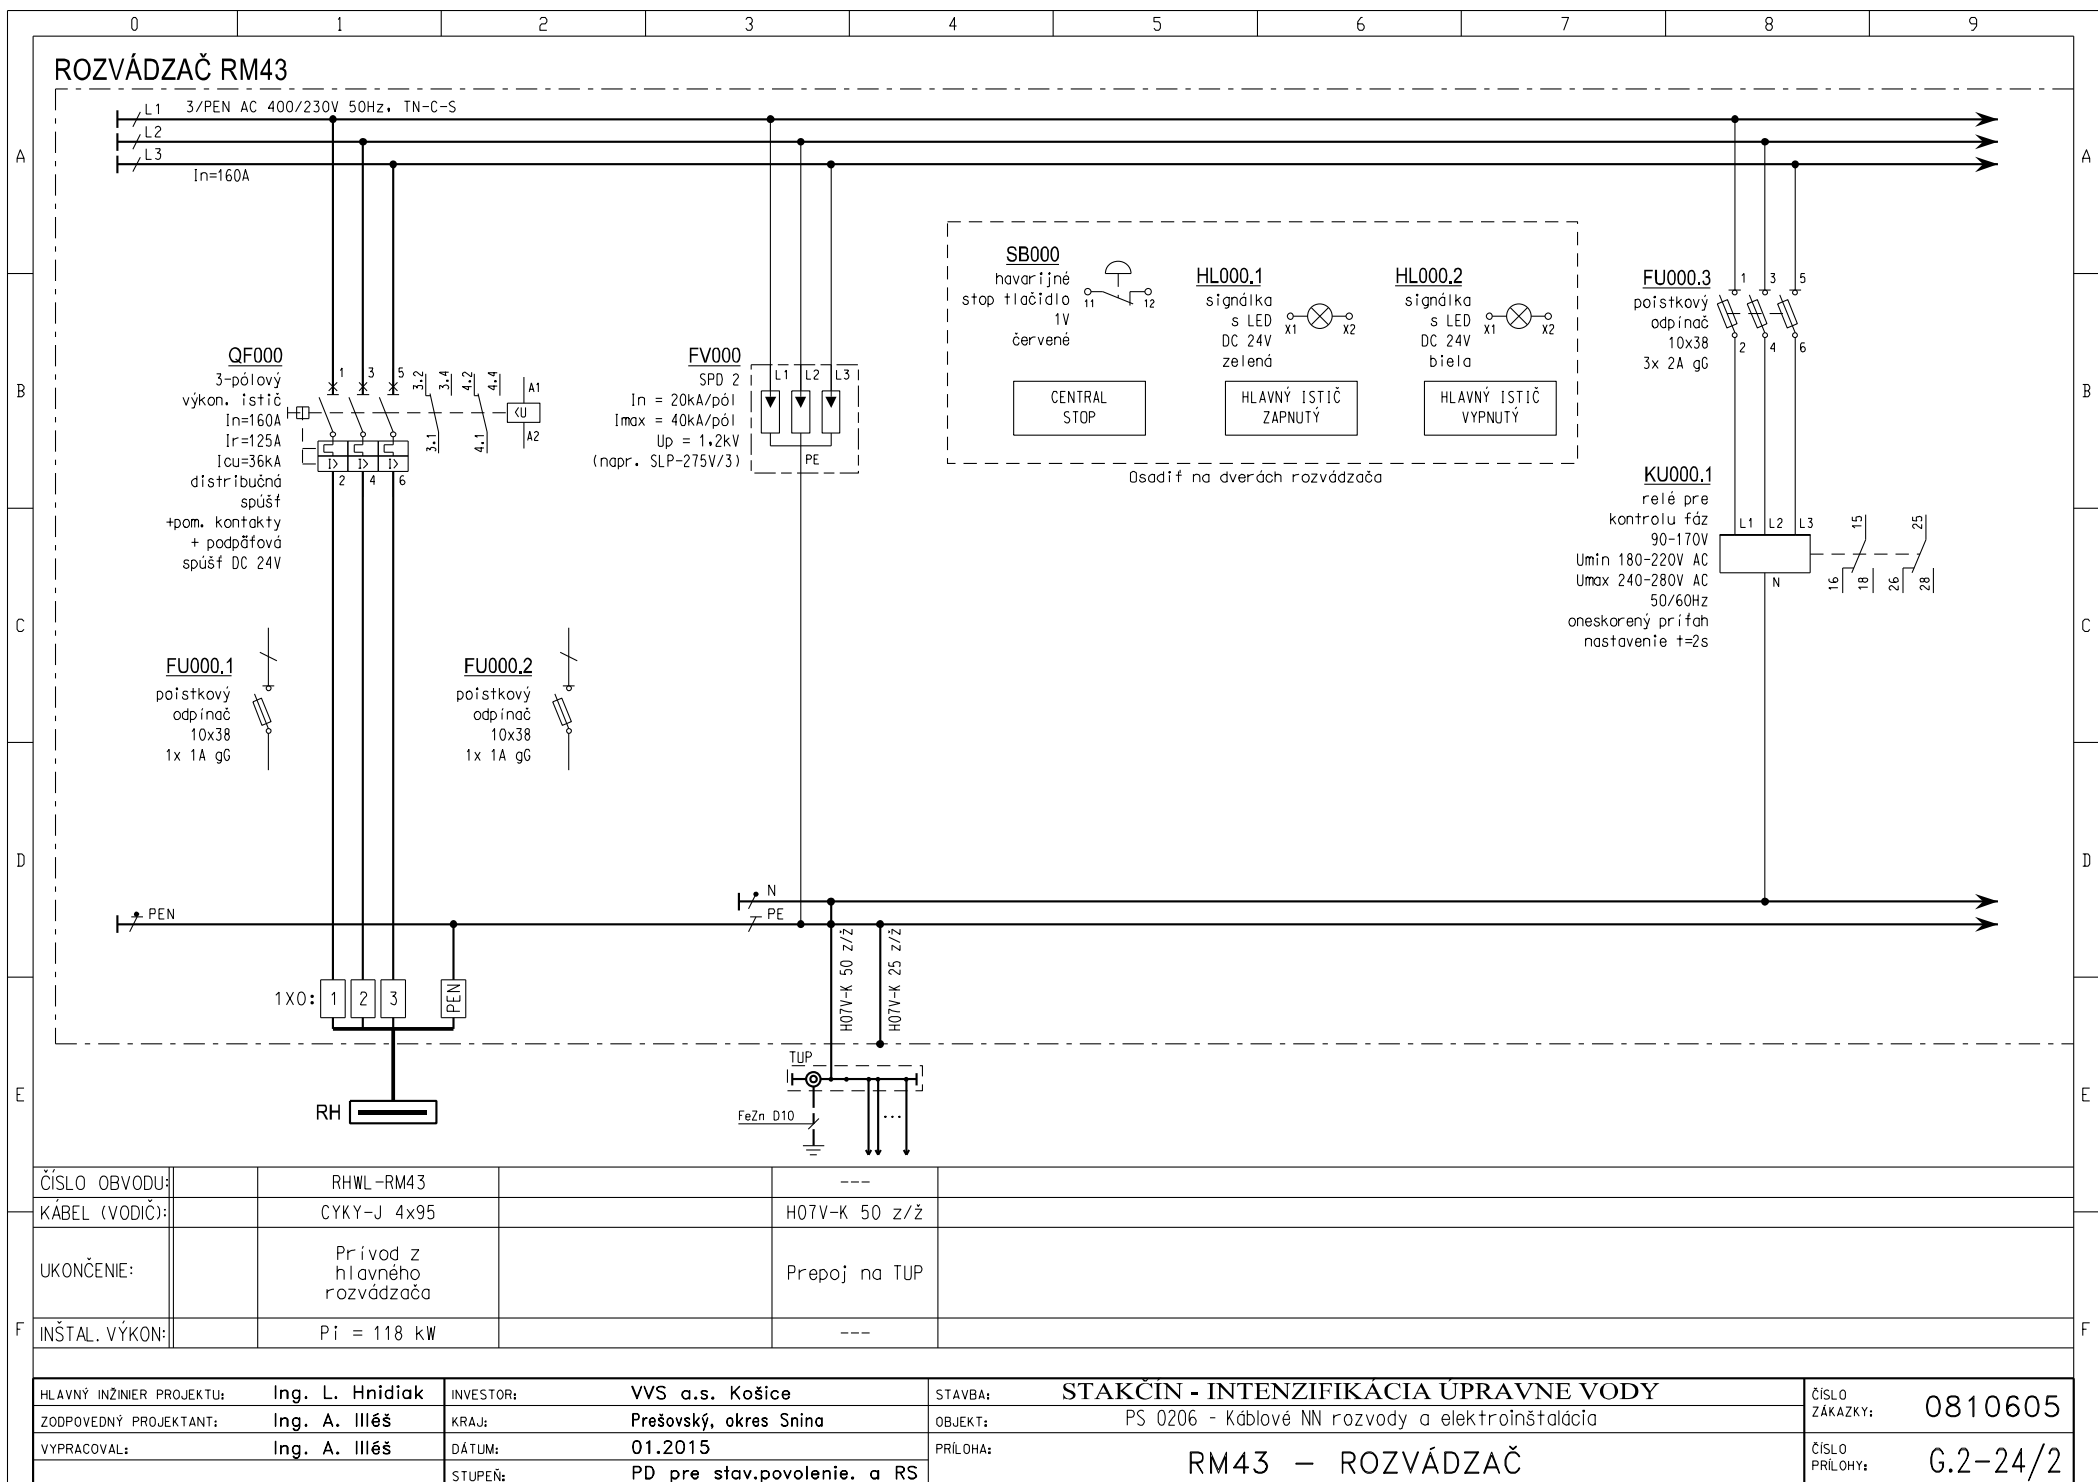 0 1 2 3 4 5 6 7 8 9
ROZVÁDZAČ RM43
L1 3/PEN AC 400/230V 50Hz, TN-C-S
L2
L3
In=160A
A
A
B
B
C
C
D
D
E
E
F
F
QF000
3-pólový
výkon. istič
In=160A
Ir=125A
Icu=36kA
distribučná
spúšť
+pom. kontakty
+ podpäťová
spúšť DC 24V
1 3 5
2 4 6
I> I> I>
3.2 3.4 4.2 4.4
3.1 4.1
A1
<U
A2
FV000
SPD 2
In = 20kA/pól
Imax = 40kA/pól
Up = 1,2kV
(napr. SLP-275V/3)
L1 L2 L3
PE
SB000
havarijné
stop tlačidlo
1V
červené
11 12
CENTRAL
STOP
HL000.1
signálka
s LED
DC 24V
zelená
X1 X2
HLAVNÝ ISTIČ
ZAPNUTÝ
HL000.2
signálka
s LED
DC 24V
biela
X1 X2
HLAVNÝ ISTIČ
VYPNUTÝ
Osadiť na dverách rozvádzača
FU000.3
poistkový
odpínač
10x38
3x 2A gG
1 3 5
2 4 6
KU000.1
relé pre
kontrolu fáz
90-170V
Umin 180-220V AC
Umax 240-280V AC
50/60Hz
oneskorený príťah
nastavenie t=2s
L1 L2 L3
N
15 25
16 18 26 28
FU000.1
poistkový
odpínač
10x38
1x 1A gG
FU000.2
poistkový
odpínač
10x38
1x 1A gG
N
PEN
PE
H07V-K 50 z/ž
H07V-K 25 z/ž
1X0: 1 2 3 PEN
TUP
RH
FeZn D10
...
ČÍSLO OBVODU: RHWL-RM43 ---
KÁBEL (VODIČ): CYKY-J 4x95 H07V-K 50 z/ž
UKONČENIE:
Prívod z
hlavného
rozvádzača
Prepoj na TUP
INŠTAL. VÝKON: Pi = 118 kW ---
HLAVNÝ INŽINIER PROJEKTU: Ing. L. Hnidiak
ZODPOVEDNÝ PROJEKTANT: Ing. A. Illéš
VYPRACOVAL: Ing. A. Illéš
INVESTOR: VVS a.s. Košice
KRAJ: Prešovský, okres Snina
DÁTUM: 01.2015
STUPEŇ: PD pre stav.povolenie. a RS
STAVBA: STAKČÍN - INTENZIFIKÁCIA ÚPRAVNE VODY
OBJEKT: PS 0206 - Káblové NN rozvody a elektroinštalácia
PRÍLOHA: RM43 – ROZVÁDZAČ
ČÍSLO
ZÁKAZKY: 0810605
ČÍSLO
PRÍLOHY: G.2-24/2